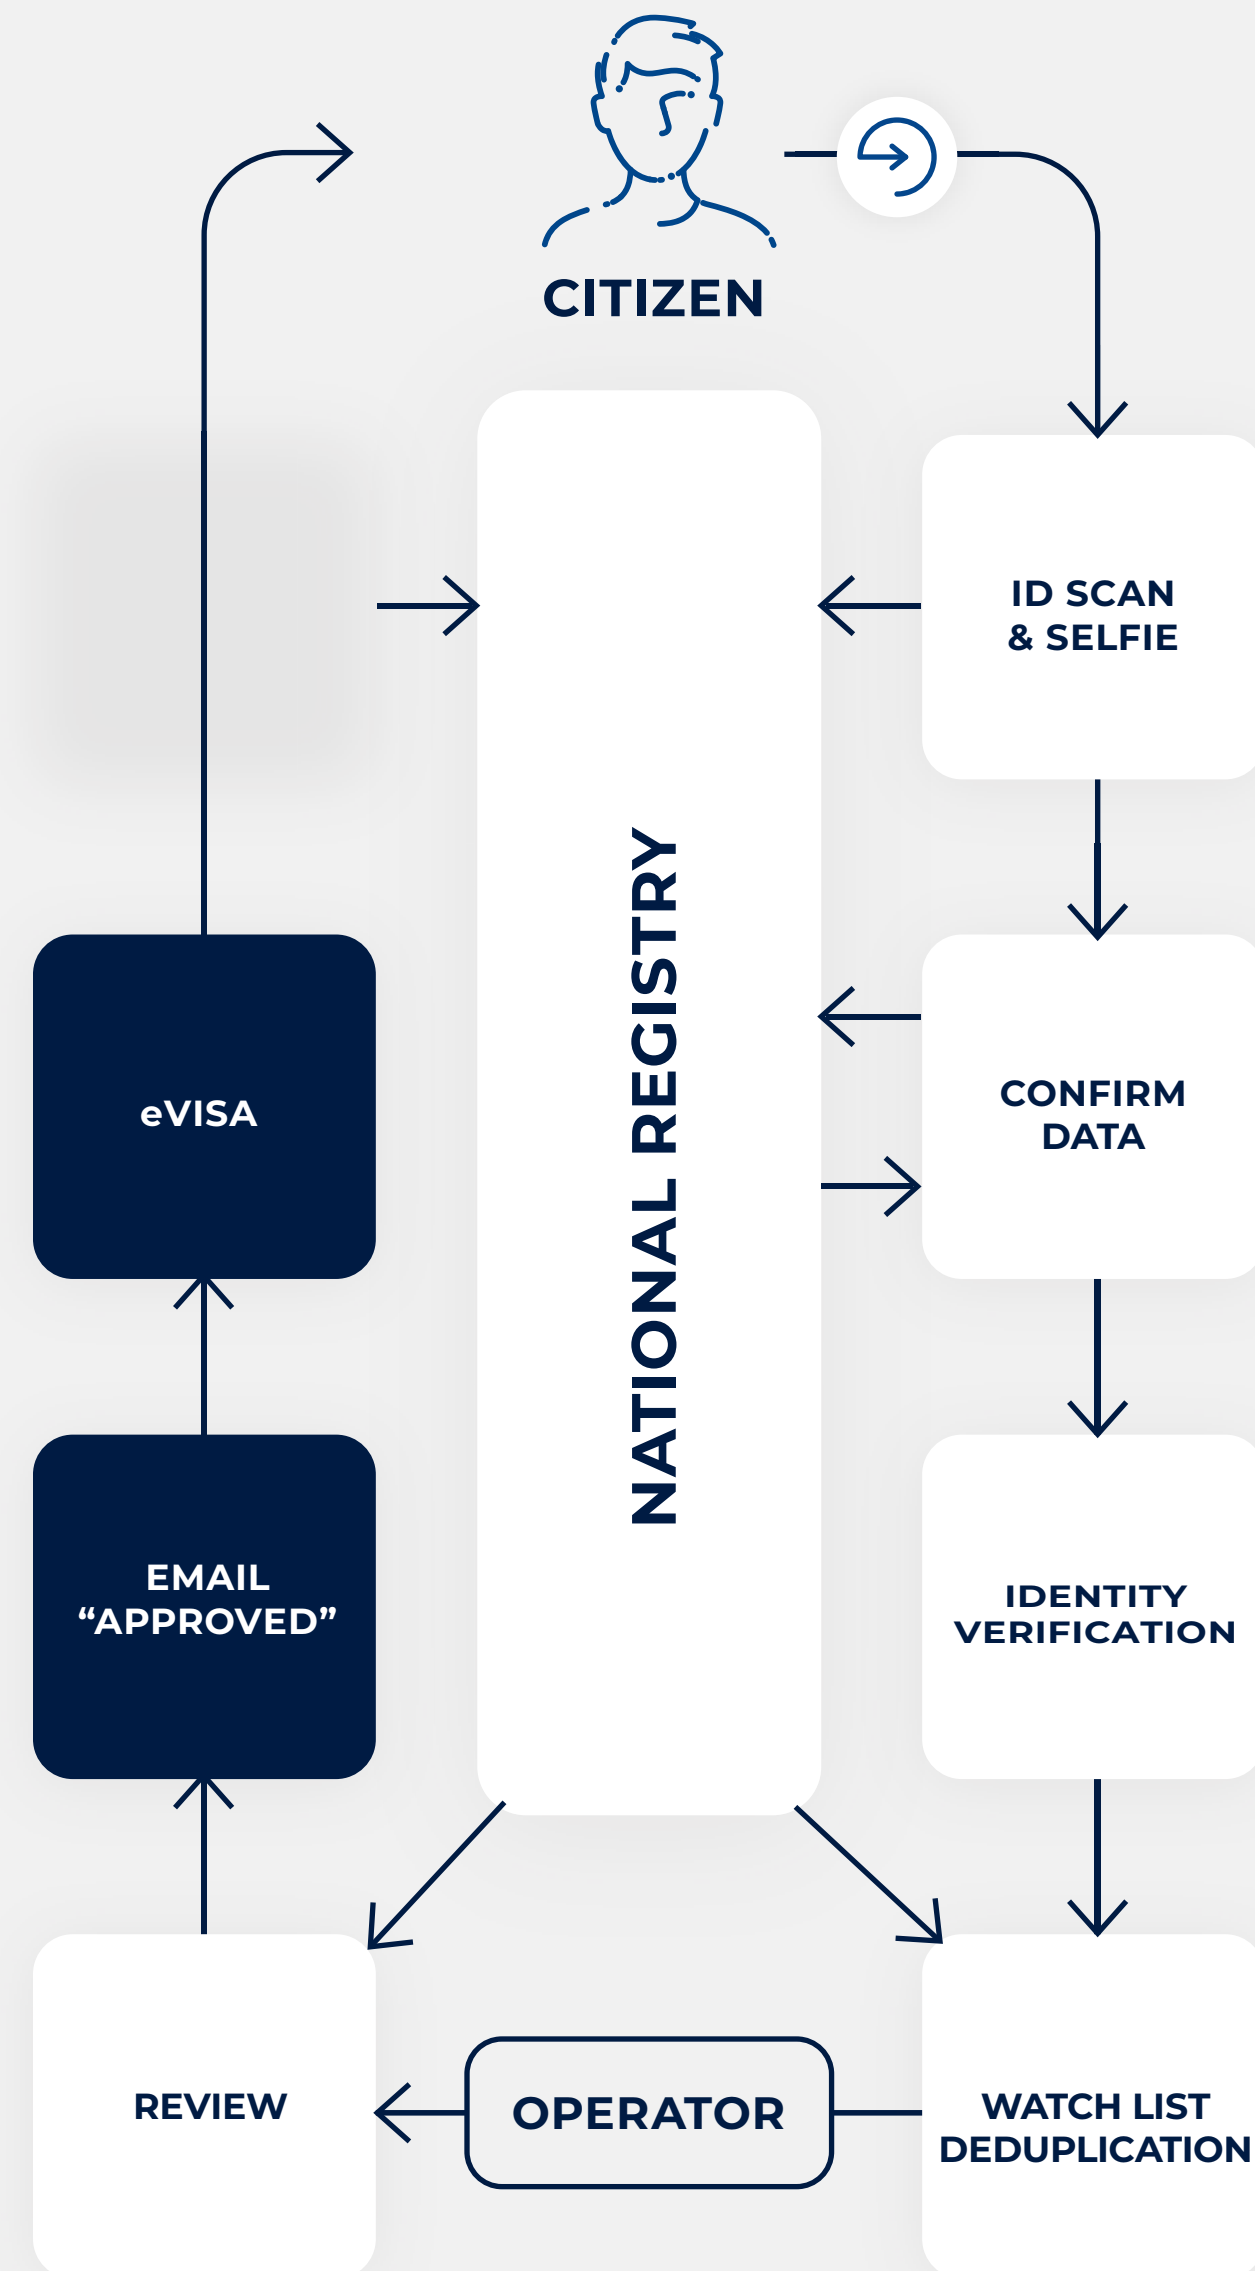 CITIZEN
ID SCAN
& SELFIE
NATIONAL REGISTRY
CONFIRM
DATA
eVISA
EMAIL
“APPROVED”
IDENTITY
VERIFICATION
REVIEW
OPERATOR
WATCH LIST
DEDUPLICATION